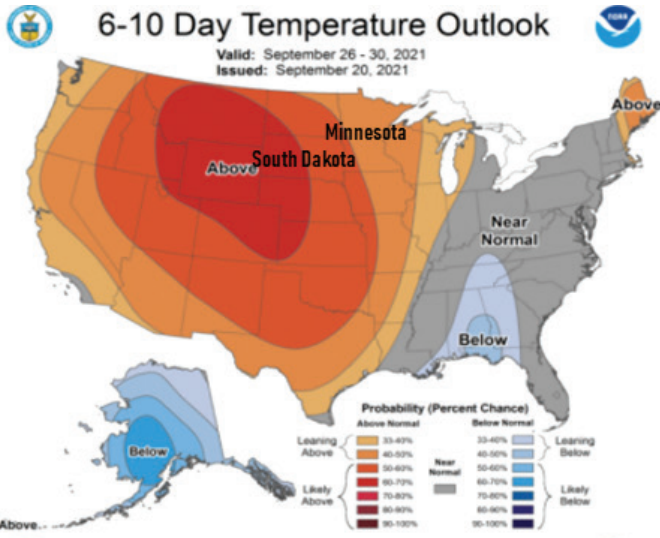 6-10 Day Temperature Outlook
NOAA
Valid: September 26 - 30, 2021
Issued: September 20, 2021
Above
Minnesota
South Dakota
Above
Near
Normal
Below
Below
Above
Probability (Percent Chance)
Above Normal
Below Normal
Leaning
Above
33-40%
40-50%
Likely
Above
50-60%
60-70%
70-80%
80-90%
90-100%
Near
Normal
33-40%
40-50%
Leaning
Below
50-60%
60-70%
70-80%
80-90%
90-100%
Likely
Below